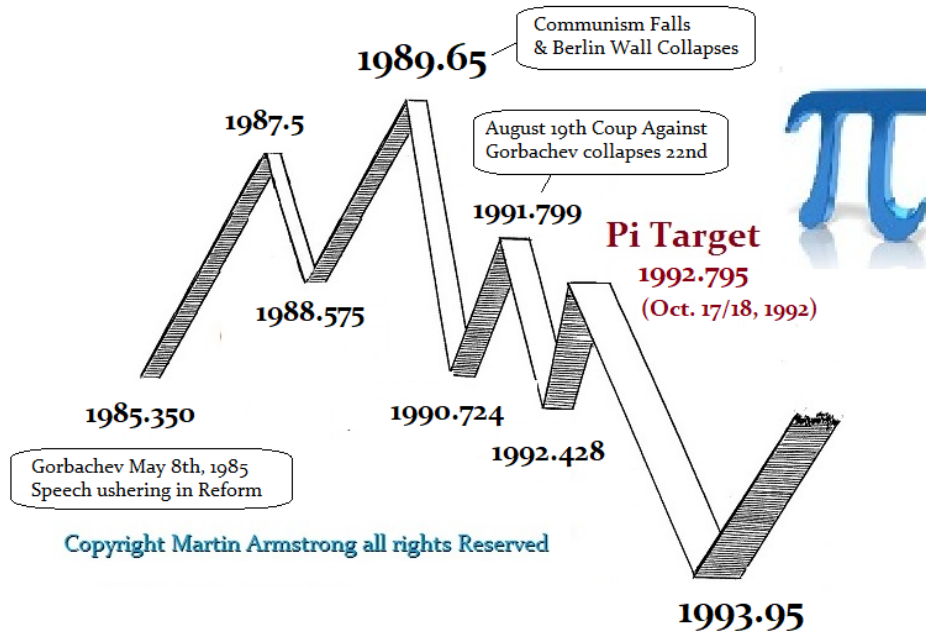 Communism Falls
& Berlin Wall Collapses
1989.65
1987.5
August 19th Coup Against
Gorbachev collapses 22nd
1991.799
Pi Target
1992.795
(Oct. 17/18, 1992)
1988.575
1985.350
1990.724
1992.428
Gorbachev May 8th, 1985
Speech ushering in Reform
Copyright Martin Armstrong all rights Reserved
1993.95
π